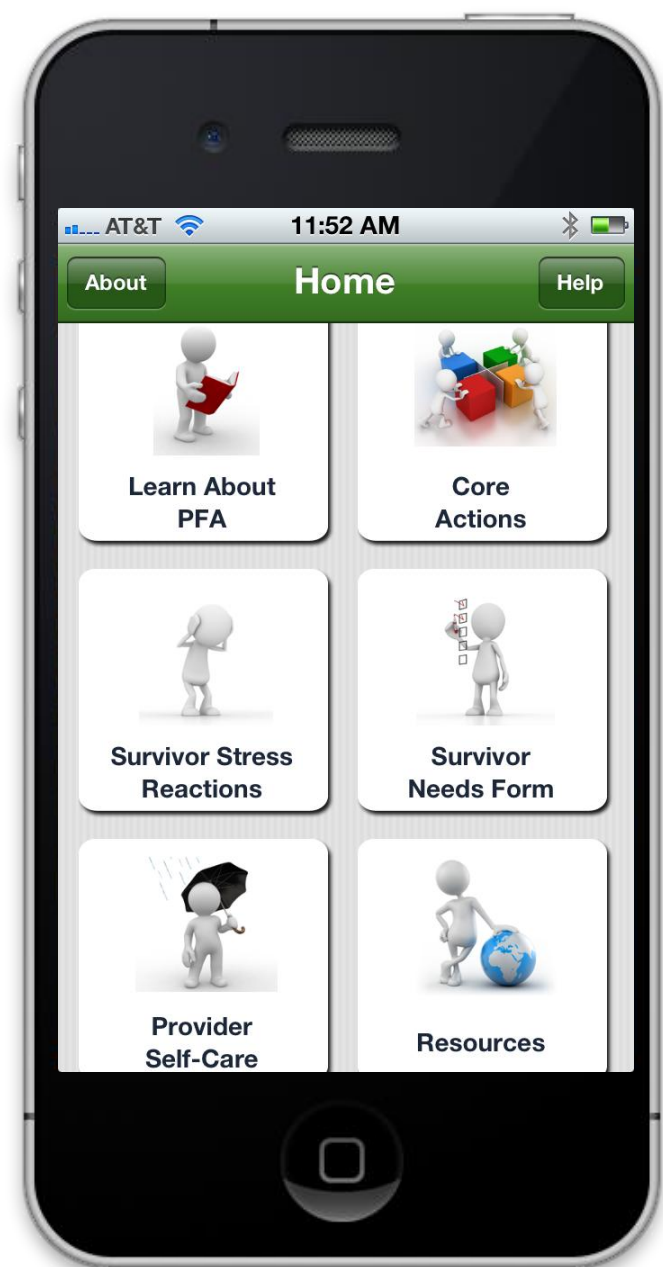 AT&T 11:52 AM
About Home Help
Learn About
PFA
Core
Actions
Survivor Stress
Reactions
Survivor
Needs Form
Provider
Self-Care
Resources